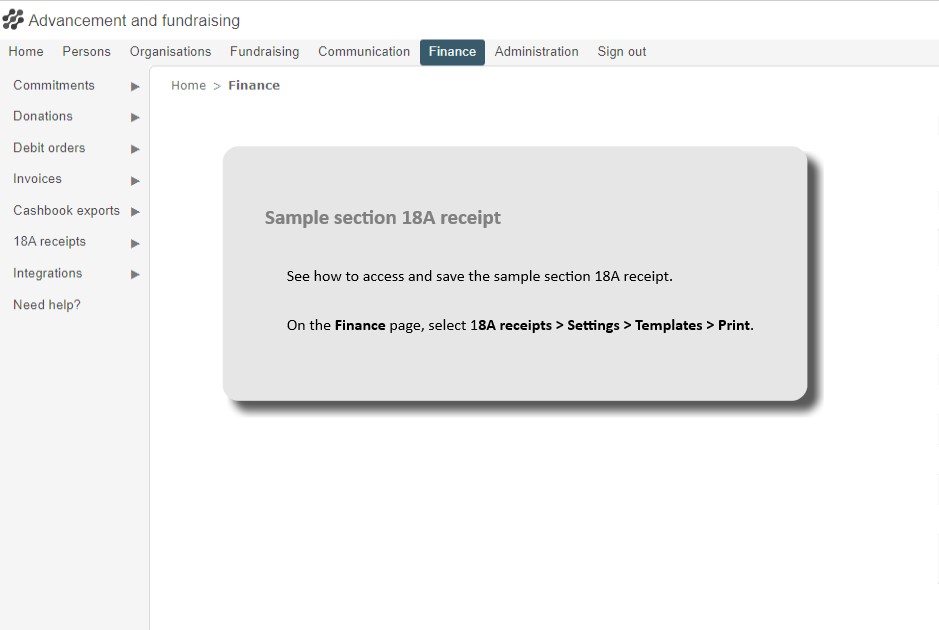 Advancement and fundraising
Home Persons Organisations Fundraising Communication Finance Administration Sign out
Commitments
Donations
Debit orders
Invoices
Cashbook exports
18A receipts
Integrations
Need help?
Home > Finance
Sample section 18A receipt
See how to access and save the sample section 18A receipt.
On the Finance page, select 18A receipts > Settings > Templates > Print.